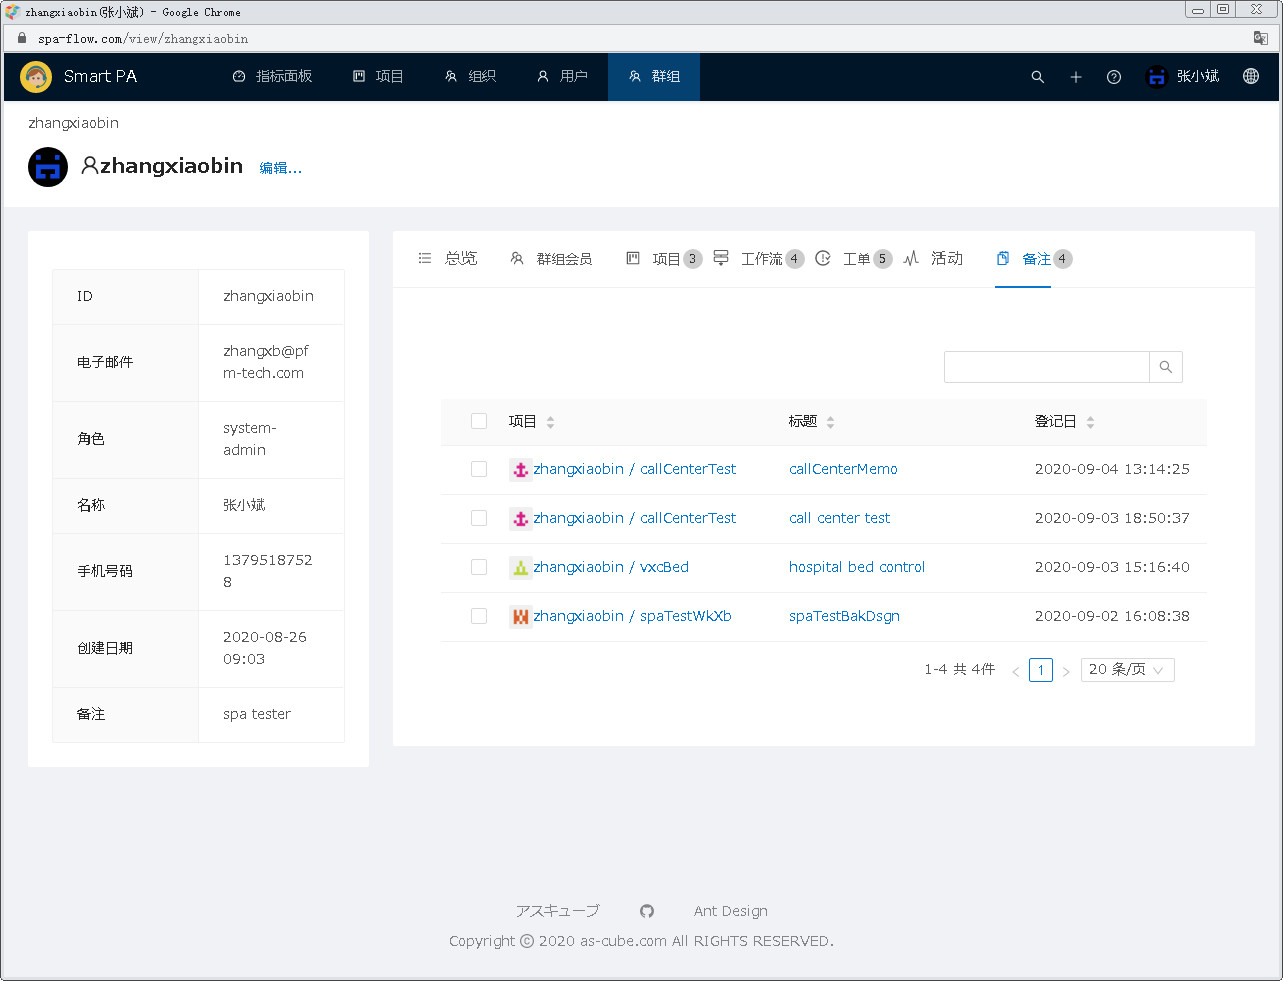 zhangxiaobin(张小斌) - Google Chrome
spa-flow.com/view/zhangxiaobin
Smart PA 指标面板 项目 组织 用户 群组 张小斌
zhangxiaobin
zhangxiaobin 编辑...
总览 群组会员 项目 3 工作流 4 工单 5 活动 备注 4
ID zhangxiaobin
电子邮件 zhangxb@pf
m-tech.com
角色 system-
admin
名称 张小斌
手机号码 1379518752
8
创建日期 2020-08-26
09:03
备注 spa tester
项目 标题 登记日
zhangxiaobin / callCenterTest callCenterMemo 2020-09-04 13:14:25
zhangxiaobin / callCenterTest call center test 2020-09-03 18:50:37
zhangxiaobin / vxcBed hospital bed control 2020-09-03 15:16:40
zhangxiaobin / spaTestWkXb spaTestBakDsgn 2020-09-02 16:08:38
1-4 共 4件 < 1 > 20 条/页
アスキューブ Ant Design
Copyright © 2020 as-cube.com All RIGHTS RESERVED.